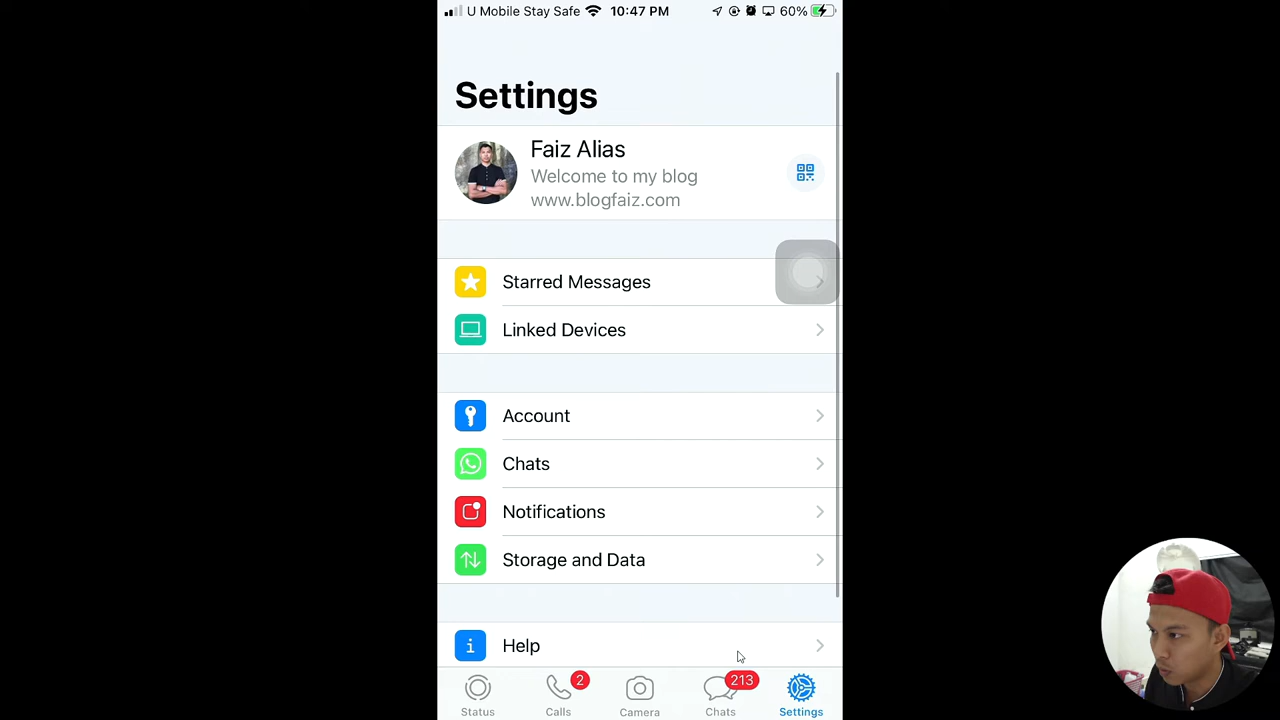 U Mobile Stay Safe 10:47 PM 60%
Settings
Faiz Alias
Welcome to my blog
www.blogfaiz.com
Starred Messages
Linked Devices
Account
Chats
Notifications
Storage and Data
Help
2 213
Status Calls Camera Chats Settings